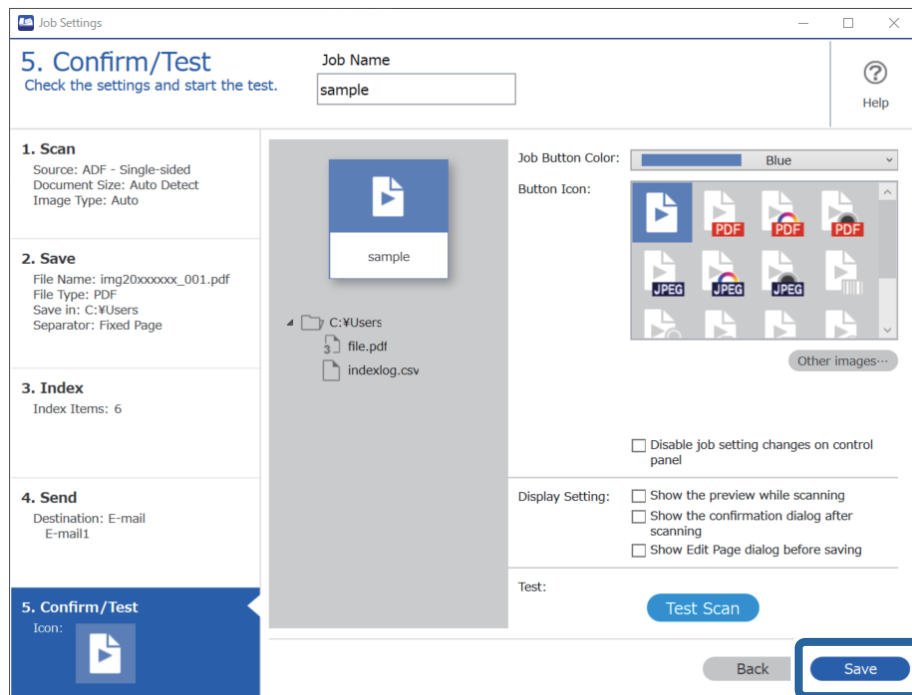 Job Settings
5. Confirm/Test
Check the settings and start the test.
Job Name
sample
Help
1. Scan
Source: ADF - Single-sided
Document Size: Auto Detect
Image Type: Auto
2. Save
File Name: img20xxxxxx_001.pdf
File Type: PDF
Save in: C:¥Users
Separator: Fixed Page
3. Index
Index Items: 6
4. Send
Destination: E-mail
E-mail1
5. Confirm/Test
Icon:
sample
C:¥Users
3 file.pdf
indexlog.csv
Job Button Color: Blue
Button Icon:
PDF PDF PDF
JPEG JPEG JPEG
Other images···
Disable job setting changes on control
panel
Display Setting: Show the preview while scanning
Show the confirmation dialog after
scanning
Show Edit Page dialog before saving
Test:
Test Scan
Back Save